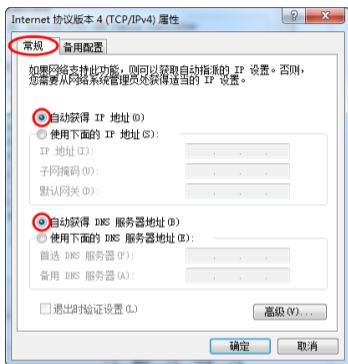 Internet 协议版本 4 (TCP/IPv4) 属性
常规 备用配置
如果网络支持此功能，则可以获取自动指派的 IP 设置。否则，
您需要从网络系统管理员处获得适当的 IP 设置。
自动获得 IP 地址(O)
使用下面的 IP 地址(S):
IP 地址(I):
子网掩码(U):
默认网关(D):
自动获得 DNS 服务器地址(B)
使用下面的 DNS 服务器地址(E):
首选 DNS 服务器(P):
备用 DNS 服务器(A):
退出时验证设置(L)
高级(V)...
确定 取消